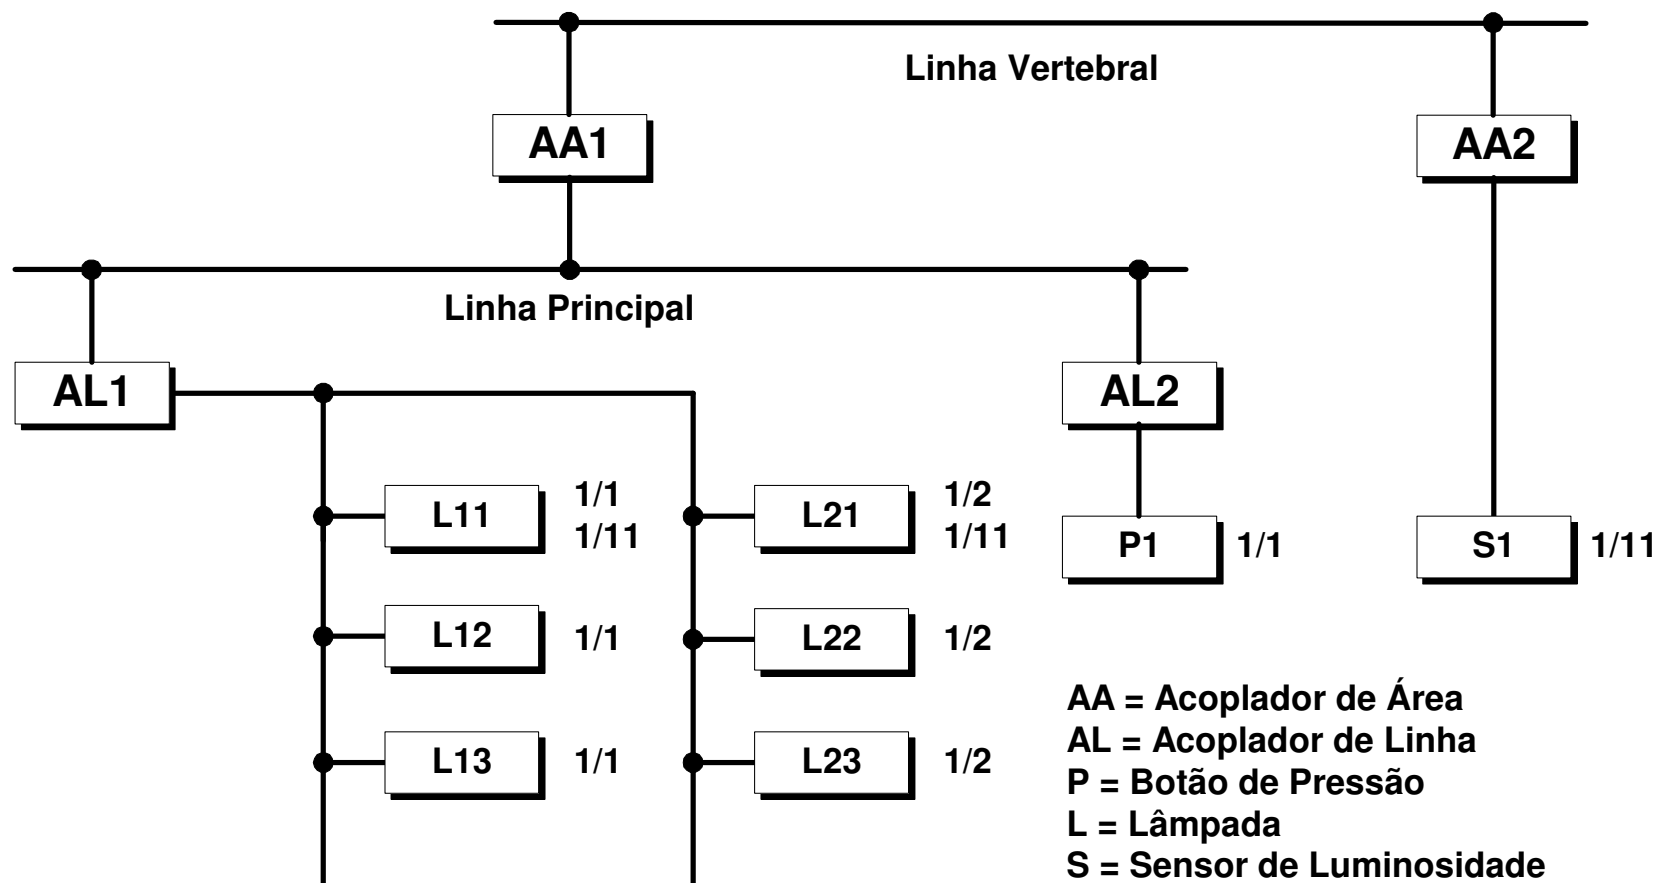 Linha Vertebral
AA1
AA2
Linha Principal
AL1
AL2
L11
1/1
1/11
L21
1/2
1/11
P1
1/1
S1
1/11
L12
1/1
L22
1/2
L13
1/1
L23
1/2
AA = Acoplador de Área
AL = Acoplador de Linha
P = Botão de Pressão
L = Lâmpada
S = Sensor de Luminosidade